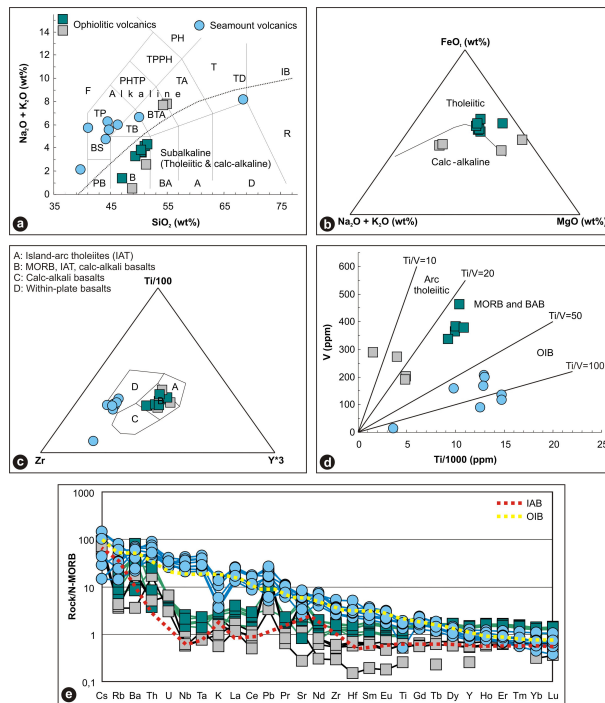 Ophiolitic volcanics
Seamount volcanics
Na₂O + K₂O (wt%)
14
12
10
8
6
4
2
0
35
45
55
65
75
SiO₂ (wt%)
PH
TPPH
T
F
PHTP
TA
TD
IB
Alkaline
TP
BTA
TB
R
BS
Subalkaline
(Tholeiitic & calc-alkaline)
PB
B
BA
A
D
a
FeOₜ (wt%)
Tholeiitic
Calc-alkaline
Na₂O + K₂O (wt%)
MgO (wt%)
b
A: Island-arc tholeiites (IAT)
B: MORB, IAT, calc-alkali basalts
C: Calc-alkali basalts
D: Within-plate basalts
Ti/100
D
A
B
C
Zr
Y*3
c
V (ppm)
600
500
400
300
200
100
0
0
5
10
15
20
25
Ti/1000 (ppm)
Ti/V=10
Arc
tholeiitic
Ti/V=20
MORB and BAB
Ti/V=50
OIB
Ti/V=100
d
Rock/N-MORB
1000
100
10
1
0,1
IAB
OIB
Cs Rb Ba Th U Nb Ta K La Ce Pb Pr Sr Nd Zr Hf Sm Eu Ti Gd Tb Dy Y Ho Er Tm Yb Lu
e